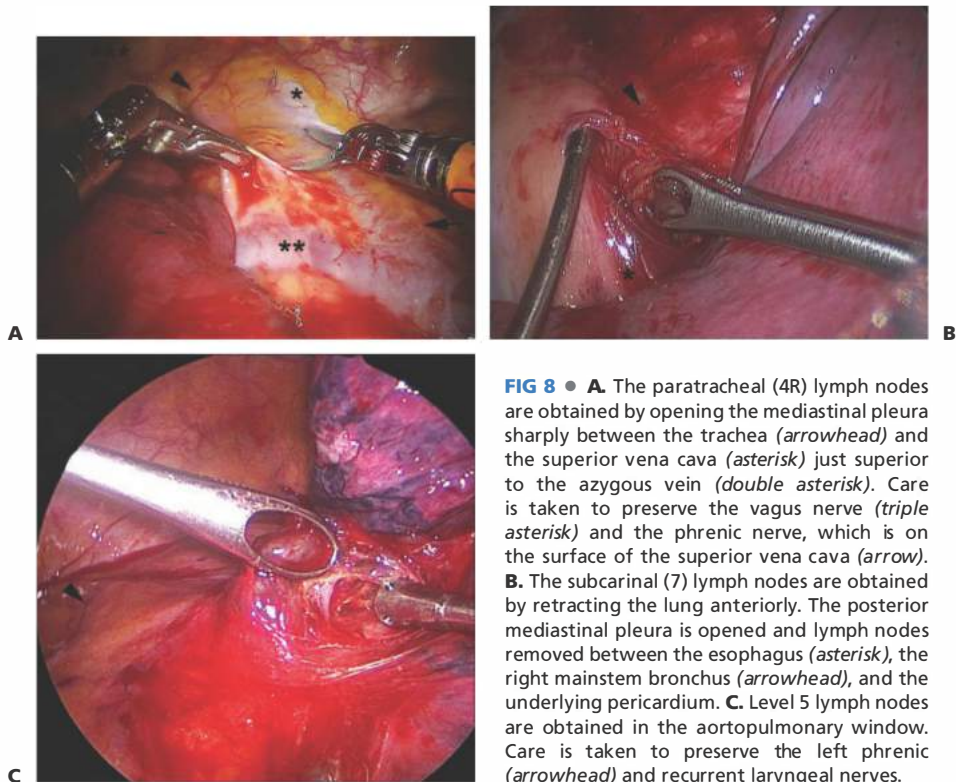 A
B
C
FIG 8 • A. The paratracheal (4R) lymph nodes
are obtained by opening the mediastinal pleura
sharply between the trachea (arrowhead) and
the superior vena cava (asterisk) just superior
to the azygous vein (double asterisk). Care
is taken to preserve the vagus nerve (triple
asterisk) and the phrenic nerve, which is on
the surface of the superior vena cava (arrow).
B. The subcarinal (7) lymph nodes are obtained
by retracting the lung anteriorly. The posterior
mediastinal pleura is opened and lymph nodes
removed between the esophagus (asterisk), the
right mainstem bronchus (arrowhead), and the
underlying pericardium. C. Level 5 lymph nodes
are obtained in the aortopulmonary window.
Care is taken to preserve the left phrenic
(arrowhead) and recurrent laryngeal nerves.